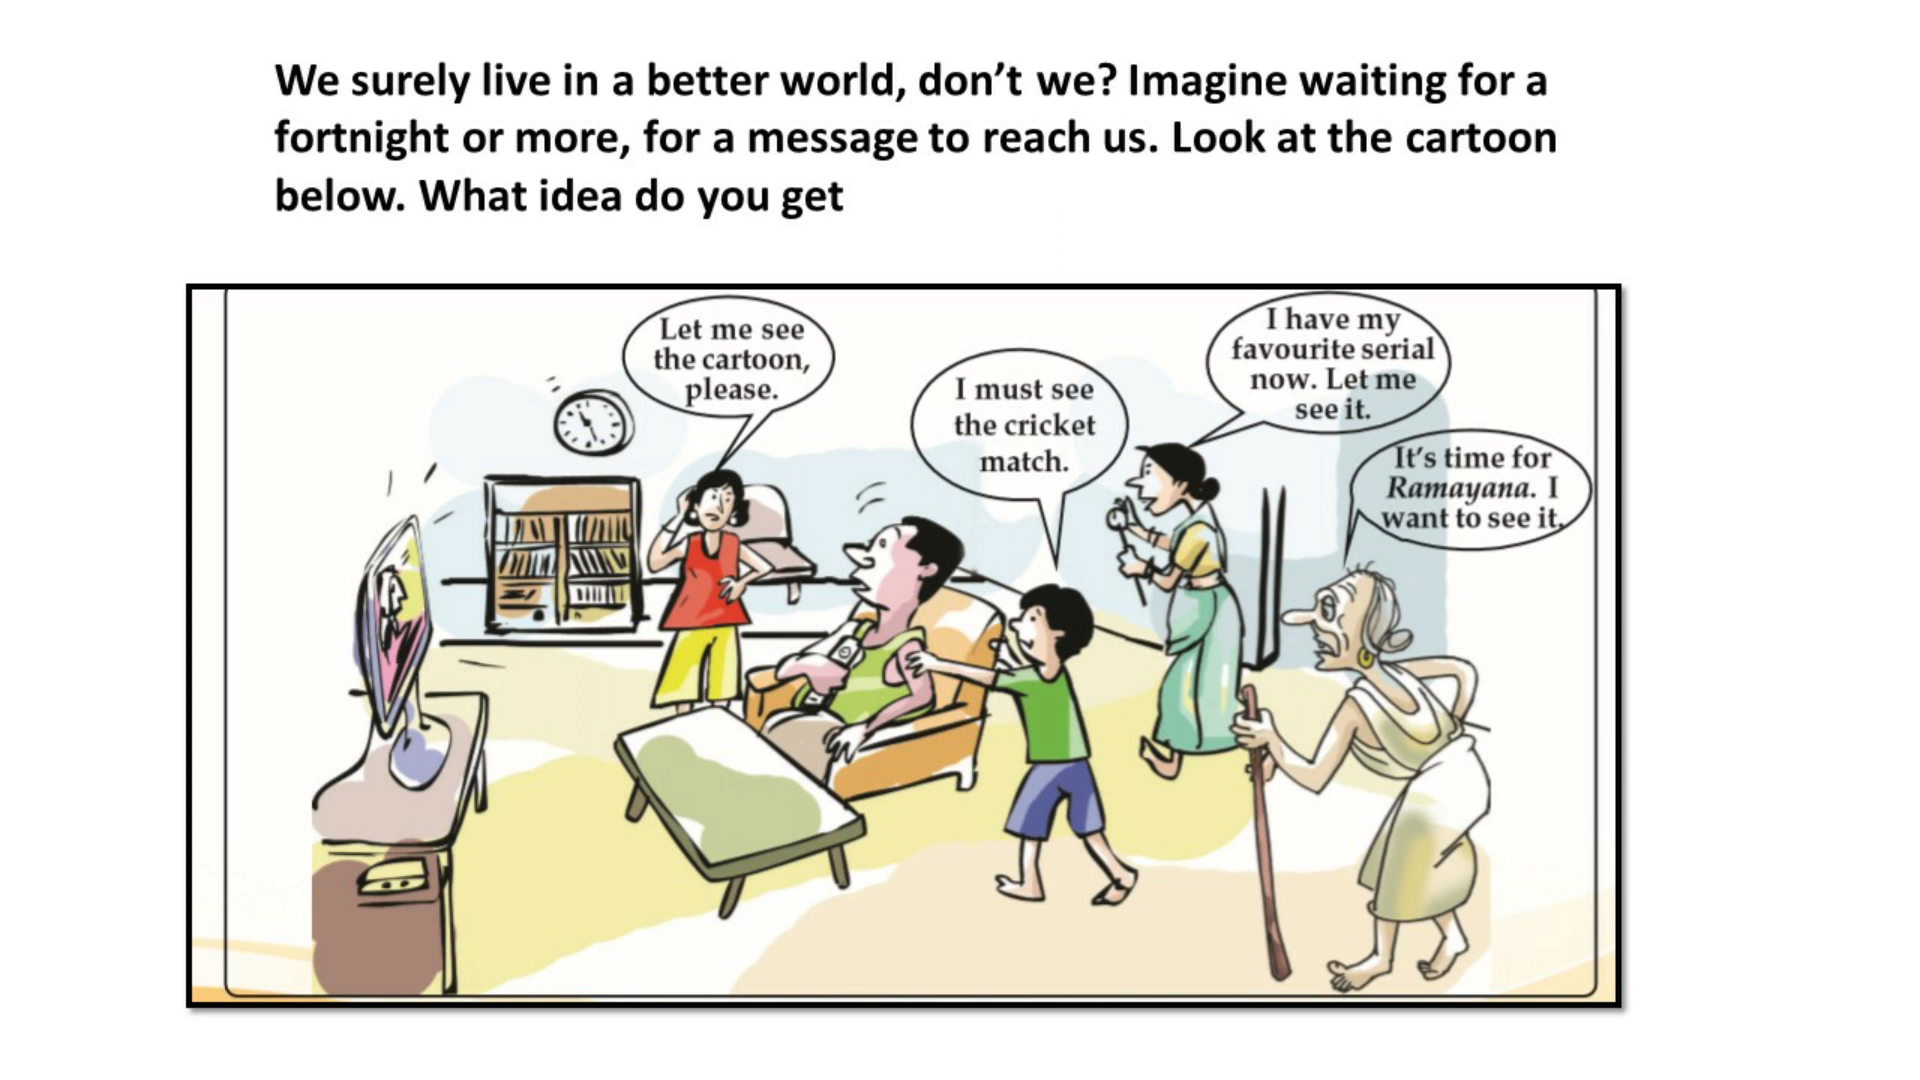 We surely live in a better world, don’t we? Imagine waiting for a
fortnight or more, for a message to reach us. Look at the cartoon
below. What idea do you get
Let me see
the cartoon,
please.
I must see
the cricket
match.
I have my
favourite serial
now. Let me
see it.
It's time for
Ramayana. I
want to see it.